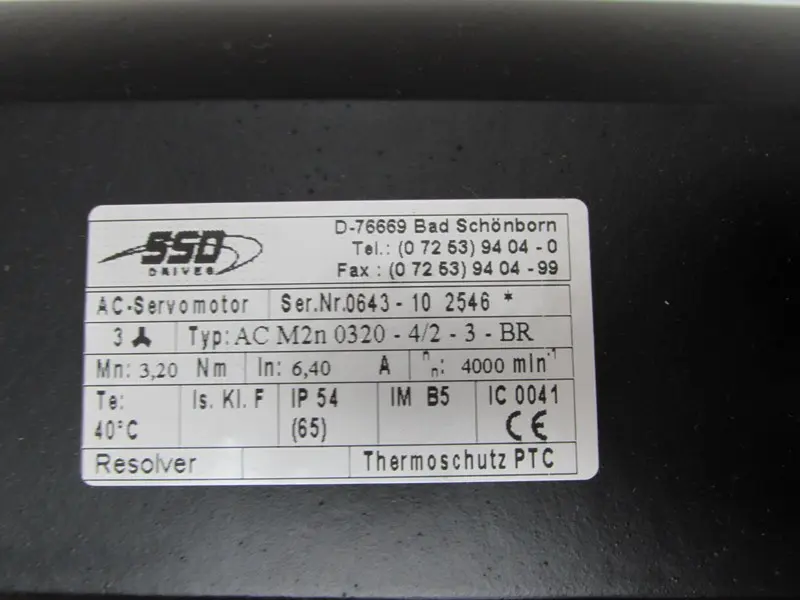 SSD
DRIVES
D-76669 Bad Schönborn
Tel.: (0 72 53) 94 04 - 0
Fax : (0 72 53) 94 04 -99
AC-Servomotor Ser.Nr.0643 - 10 2546 *
3 Typ: AC M2n 0320 - 4/2 - 3 - BR
Mn: 3,20 Nm In: 6,40 A nn: 4000 min-1
Te: Is. Kl. F IP 54 IM B5 IC 0041
40°C (65) CE
Resolver Thermoschutz PTC